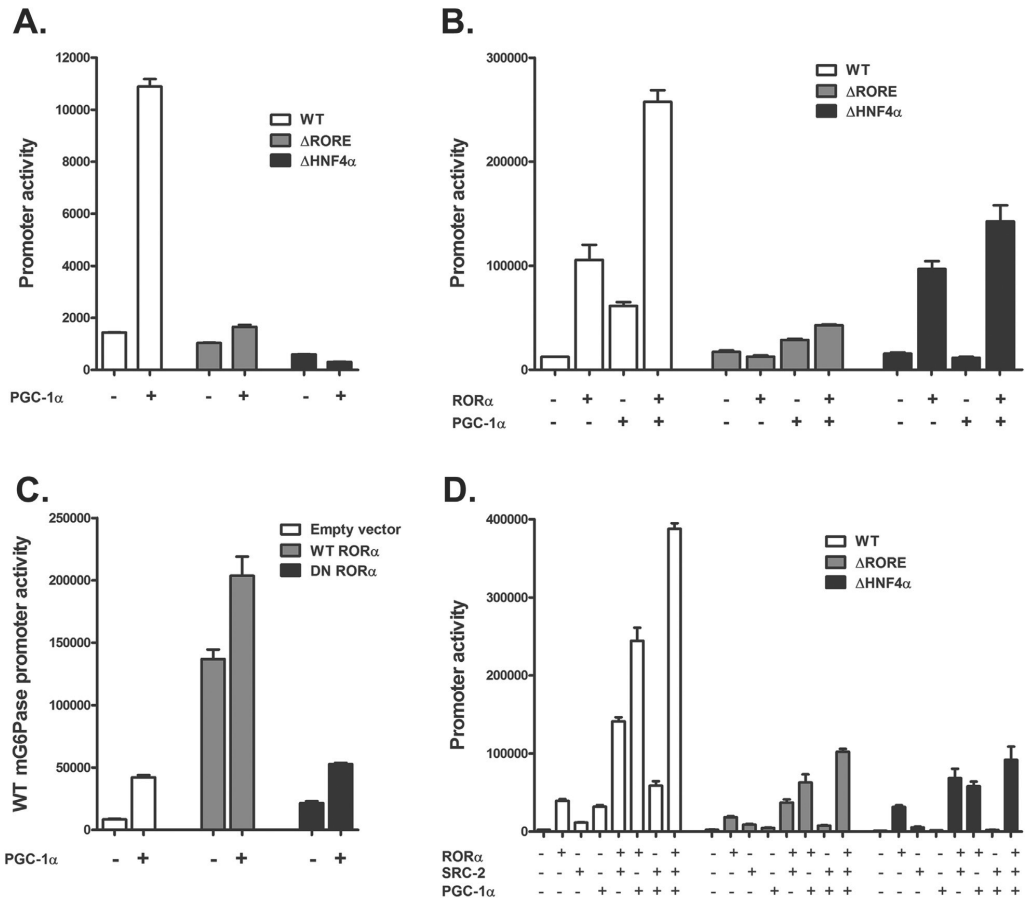 A.
Promoter activity
12000
10000
8000
6000
4000
2000
0
WT
ΔRORE
ΔHNF4α
PGC-1α - + - + - +
B.
Promoter activity
300000
200000
100000
0
WT
ΔRORE
ΔHNF4α
RORα - + - + - + - + - + - +
PGC-1α - - + + - - + + - - + +
C.
WT mG6Pase promoter activity
250000
200000
150000
100000
50000
0
Empty vector
WT RORα
DN RORα
PGC-1α - + - + - +
D.
Promoter activity
400000
300000
200000
100000
0
WT
ΔRORE
ΔHNF4α
RORα - + - - + + - + - + - - + + - + - + - - + + - +
SRC-2 - - + - + - + + - - + - + - + + - - + - + - + +
PGC-1α - - - + - + + + - - - + - + + + - - - + - + + +